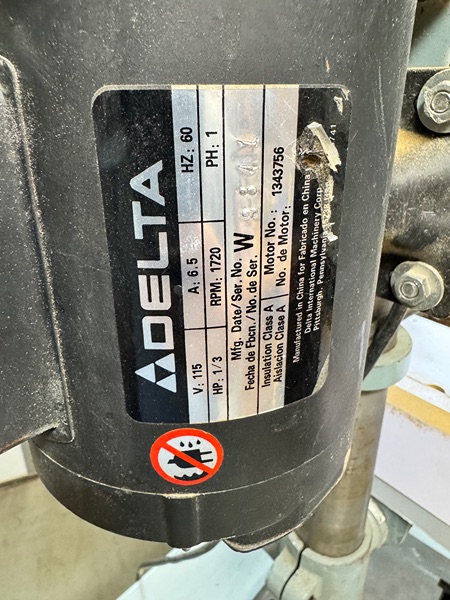 DELTA
V: 115 A: 6.5 HZ: 60
HP: 1/3 RPM: 1720 PH: 1
Mfg. Date/Ser. No. W
Fecha de Fbcn./No. de Ser.
Insulation Class A Motor No.: 1343756
Aislacion Clase A No. de Motor:
Manufactured in China for Fabricado en China
Delta International Machinery Corp.
Pittsburgh, Pennsylvania